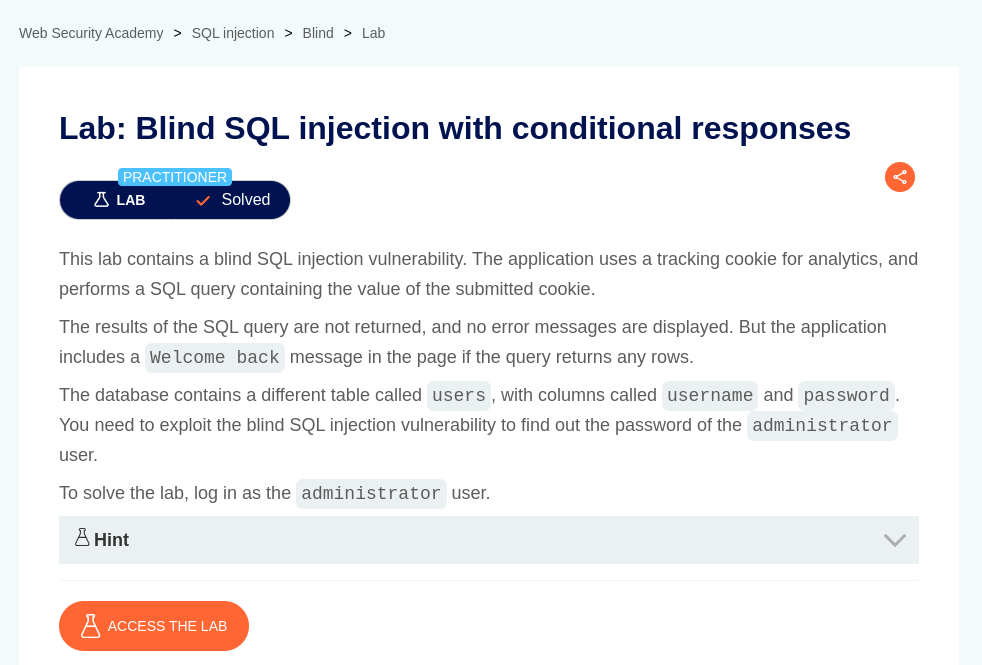 Web Security Academy > SQL injection > Blind > Lab
Lab: Blind SQL injection with conditional responses
PRACTITIONER
LAB Solved
This lab contains a blind SQL injection vulnerability. The application uses a tracking cookie for analytics, and
performs a SQL query containing the value of the submitted cookie.
The results of the SQL query are not returned, and no error messages are displayed. But the application
includes a Welcome back message in the page if the query returns any rows.
The database contains a different table called users, with columns called username and password.
You need to exploit the blind SQL injection vulnerability to find out the password of the administrator
user.
To solve the lab, log in as the administrator user.
Hint
ACCESS THE LAB